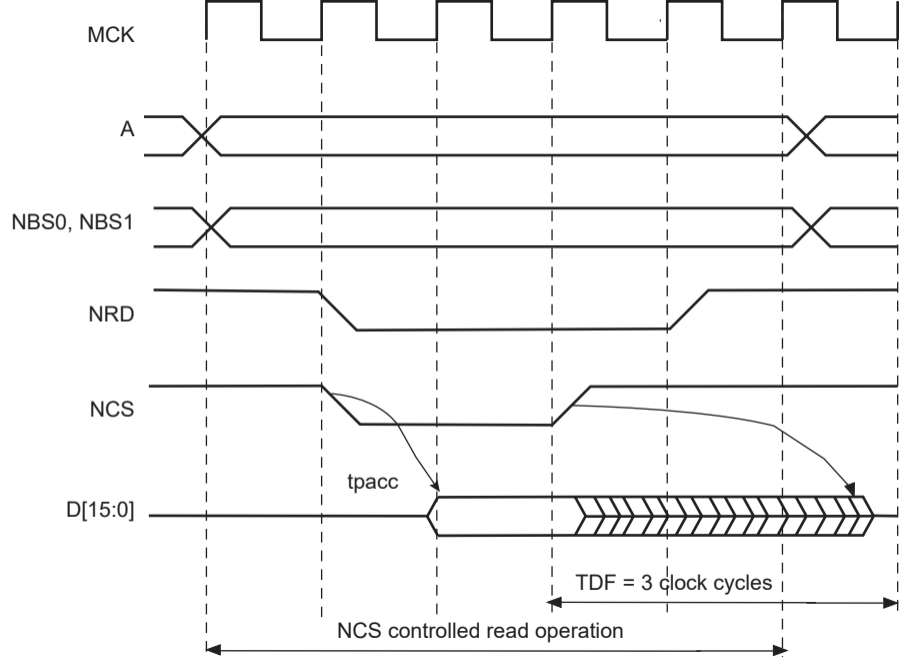 MCK
A
NBS0, NBS1
NRD
NCS
tpacc
D[15:0]
TDF = 3 clock cycles
NCS controlled read operation